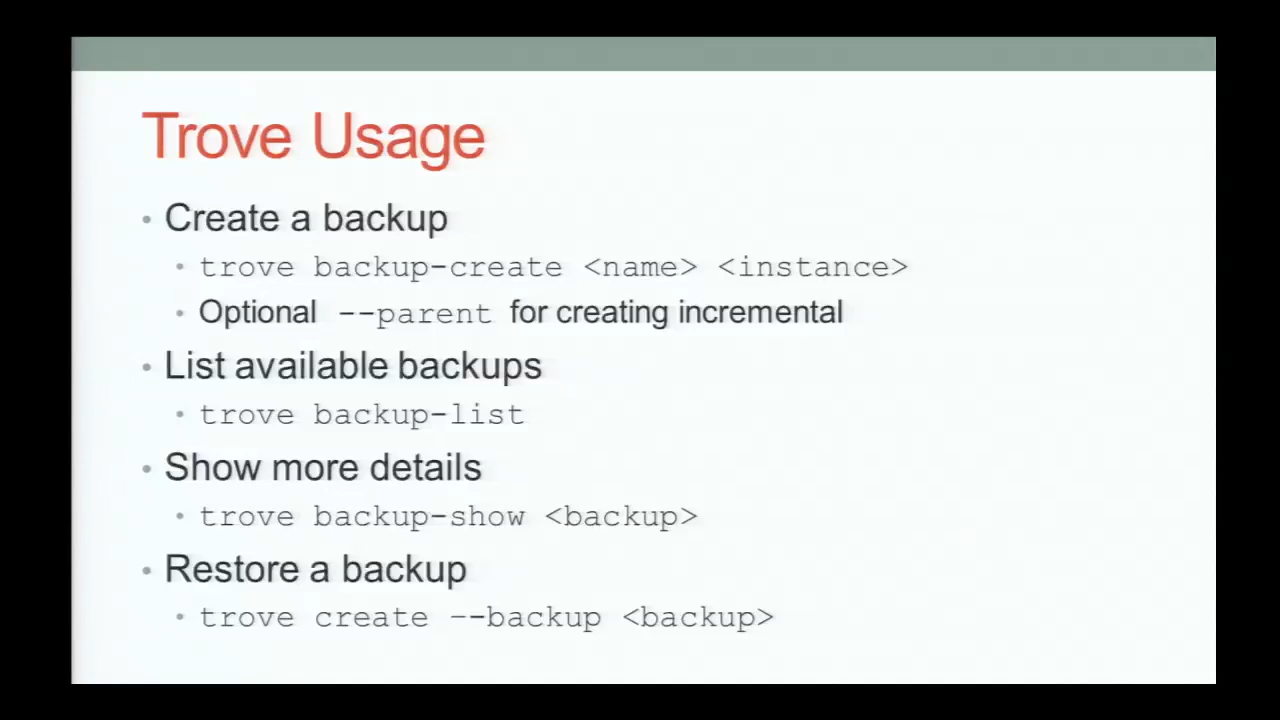 Trove Usage
• Create a backup
• trove backup-create <name> <instance>
• Optional --parent for creating incremental
• List available backups
• trove backup-list
• Show more details
• trove backup-show <backup>
• Restore a backup
• trove create --backup <backup>